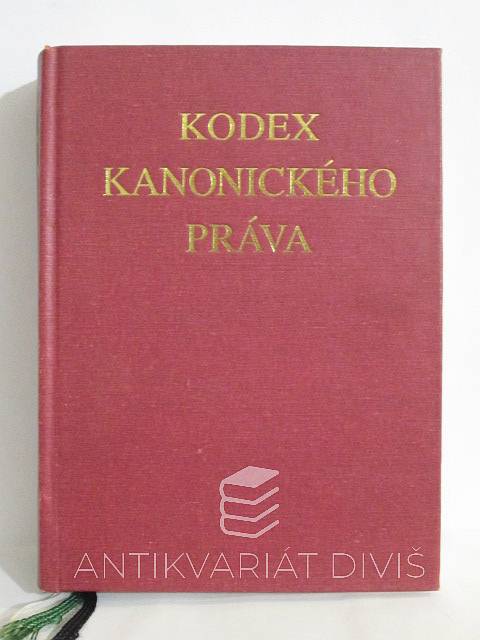 KODEX
KANONICKÉHO
PRÁVA
ANTIKVARIÁT DIVIŠ